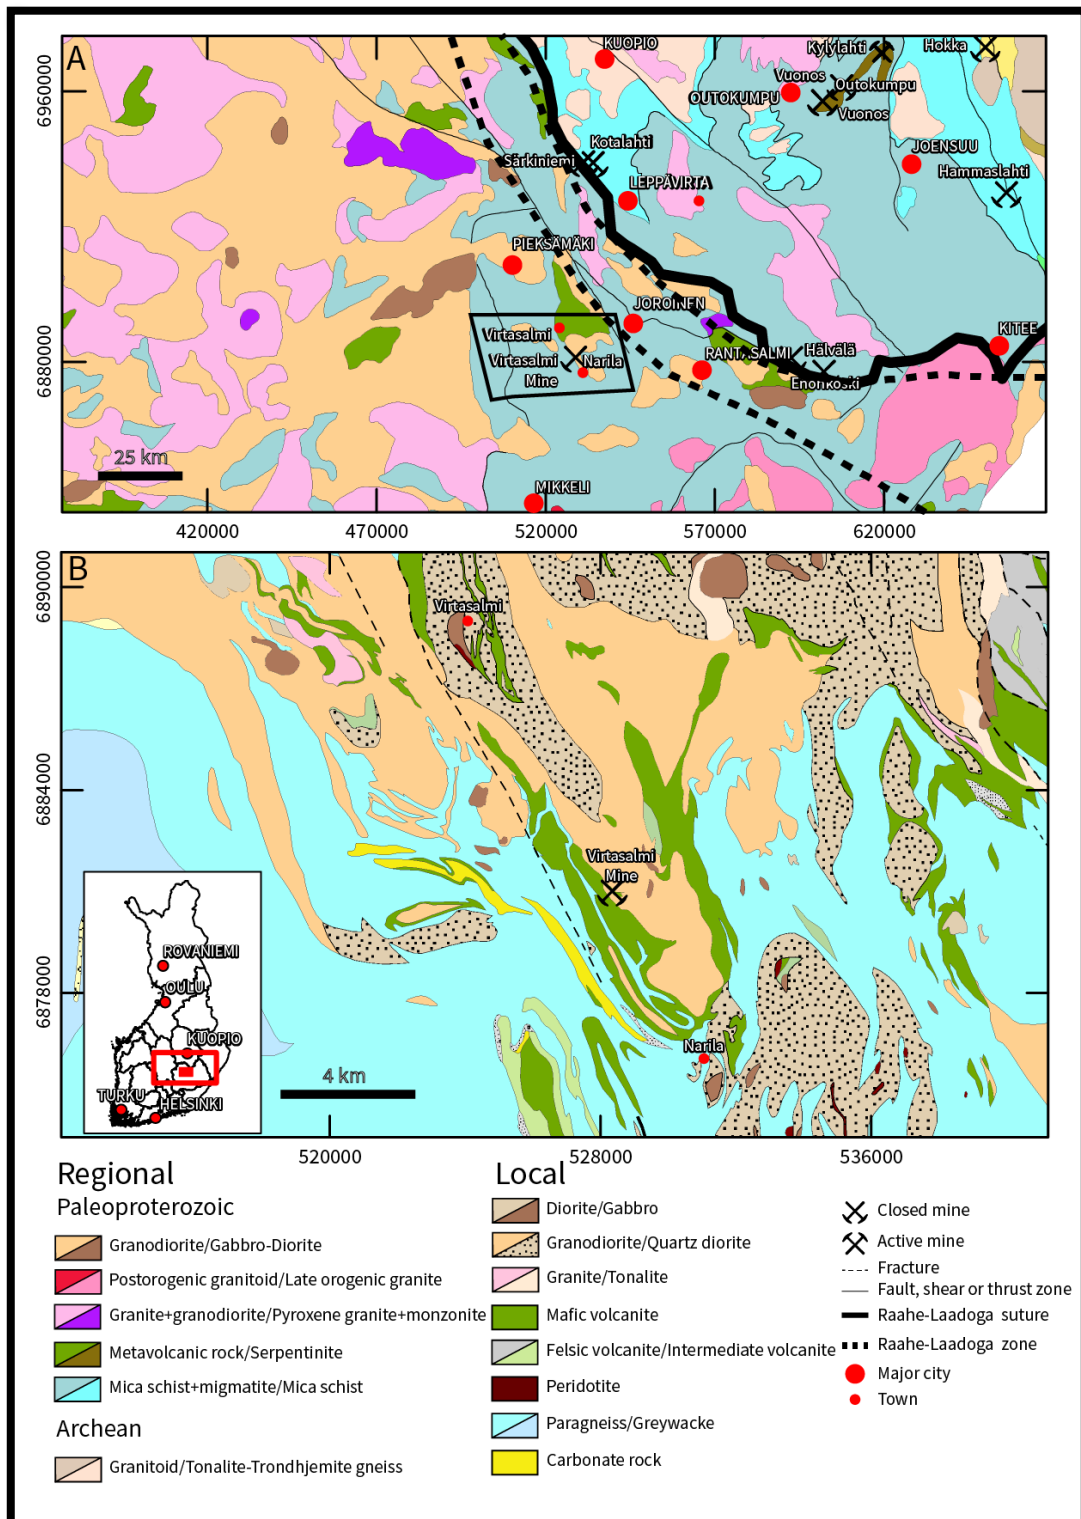 A
KUOPIO
Kylylahti
Hokka
6960000
Vuonos
Outokumpu
OUTOKUMPU
Vuonos
Kotalahti
Särkiniemi
JOENSUU
Hammaslahti
LEPPÄVIRTA
PIEKSÄMÄKI
JOROINEN
KITEE
Virtasalmi
RANTASALMI
Hälvälä
6880000
Virtasalmi
Mine
Narila
Enonkoski
25 km
MIKKELI
420000
470000
520000
570000
620000
B
6890000
Virtasalmi
6884000
Virtasalmi
Mine
ROVANIEMI
OULU
6878000
KUOPIO
Narila
4 km
TURKU
HELSINKI
520000
528000
536000
Regional
Paleoproterozoic
Granodiorite/Gabbro-Diorite
Postorogenic granitoid/Late orogenic granite
Granite+granodiorite/Pyroxene granite+monzonite
Metavolcanic rock/Serpentinite
Mica schist+migmatite/Mica schist
Archean
Granitoid/Tonalite-Trondhjemite gneiss
Local
Diorite/Gabbro
Granodiorite/Quartz diorite
Granite/Tonalite
Mafic volcanite
Felsic volcanite/Intermediate volcanite
Peridotite
Paragneiss/Greywacke
Carbonate rock
Closed mine
Active mine
Fracture
Fault, shear or thrust zone
Raahe-Laadoga suture
Raahe-Laadoga zone
Major city
Town